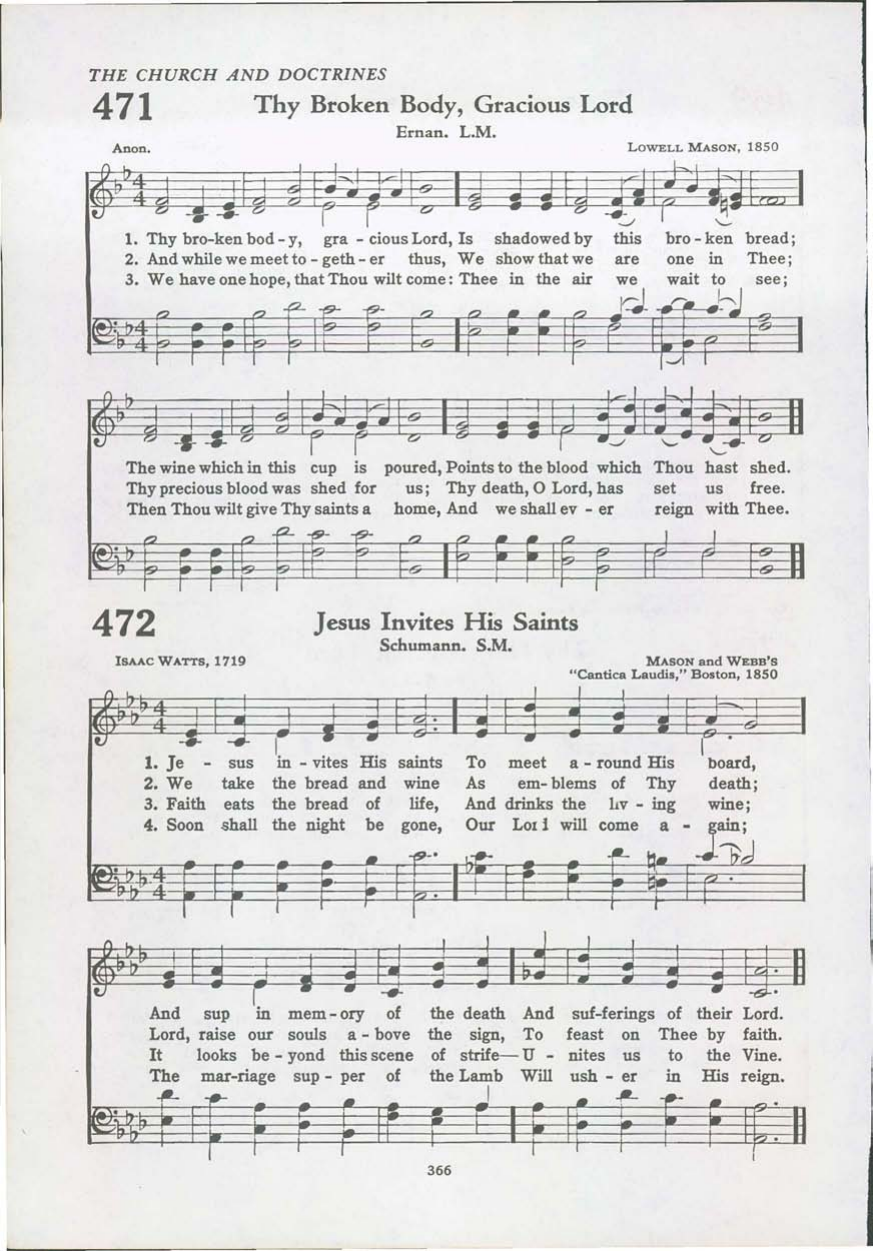 THE CHURCH AND DOCTRINES
471 Thy Broken Body, Gracious Lord
Ernan. L.M.
Anon. LOWELL MASON, 1850
1. Thy bro-ken bod - y, gra - cious Lord, Is shadowed by this bro - ken bread;
2. And while we meet to - geth - er thus, We show that we are one in Thee;
3. We have one hope, that Thou wilt come: Thee in the air we wait to see;
The wine which in this cup is poured, Points to the blood which Thou hast shed.
Thy precious blood was shed for us; Thy death, O Lord, has set us free.
Then Thou wilt give Thy saints a home, And we shall ev - er reign with Thee.
472 Jesus Invites His Saints
Schumann. S.M.
ISAAC WATTS, 1719 MASON and WEBB'S
"Cantica Laudis," Boston, 1850
1. Je - sus in - vites His saints To meet a - round His board,
2. We take the bread and wine As em- blems of Thy death;
3. Faith eats the bread of life, And drinks the liv - ing wine;
4. Soon shall the night be gone, Our Lord will come a - gain;
And sup in mem - ory of the death And suf-ferings of their Lord.
Lord, raise our souls a - bove the sign, To feast on Thee by faith.
It looks be - yond this scene of strife—U - nites us to the Vine.
The mar-riage sup - per of the Lamb Will ush - er in His reign.
366